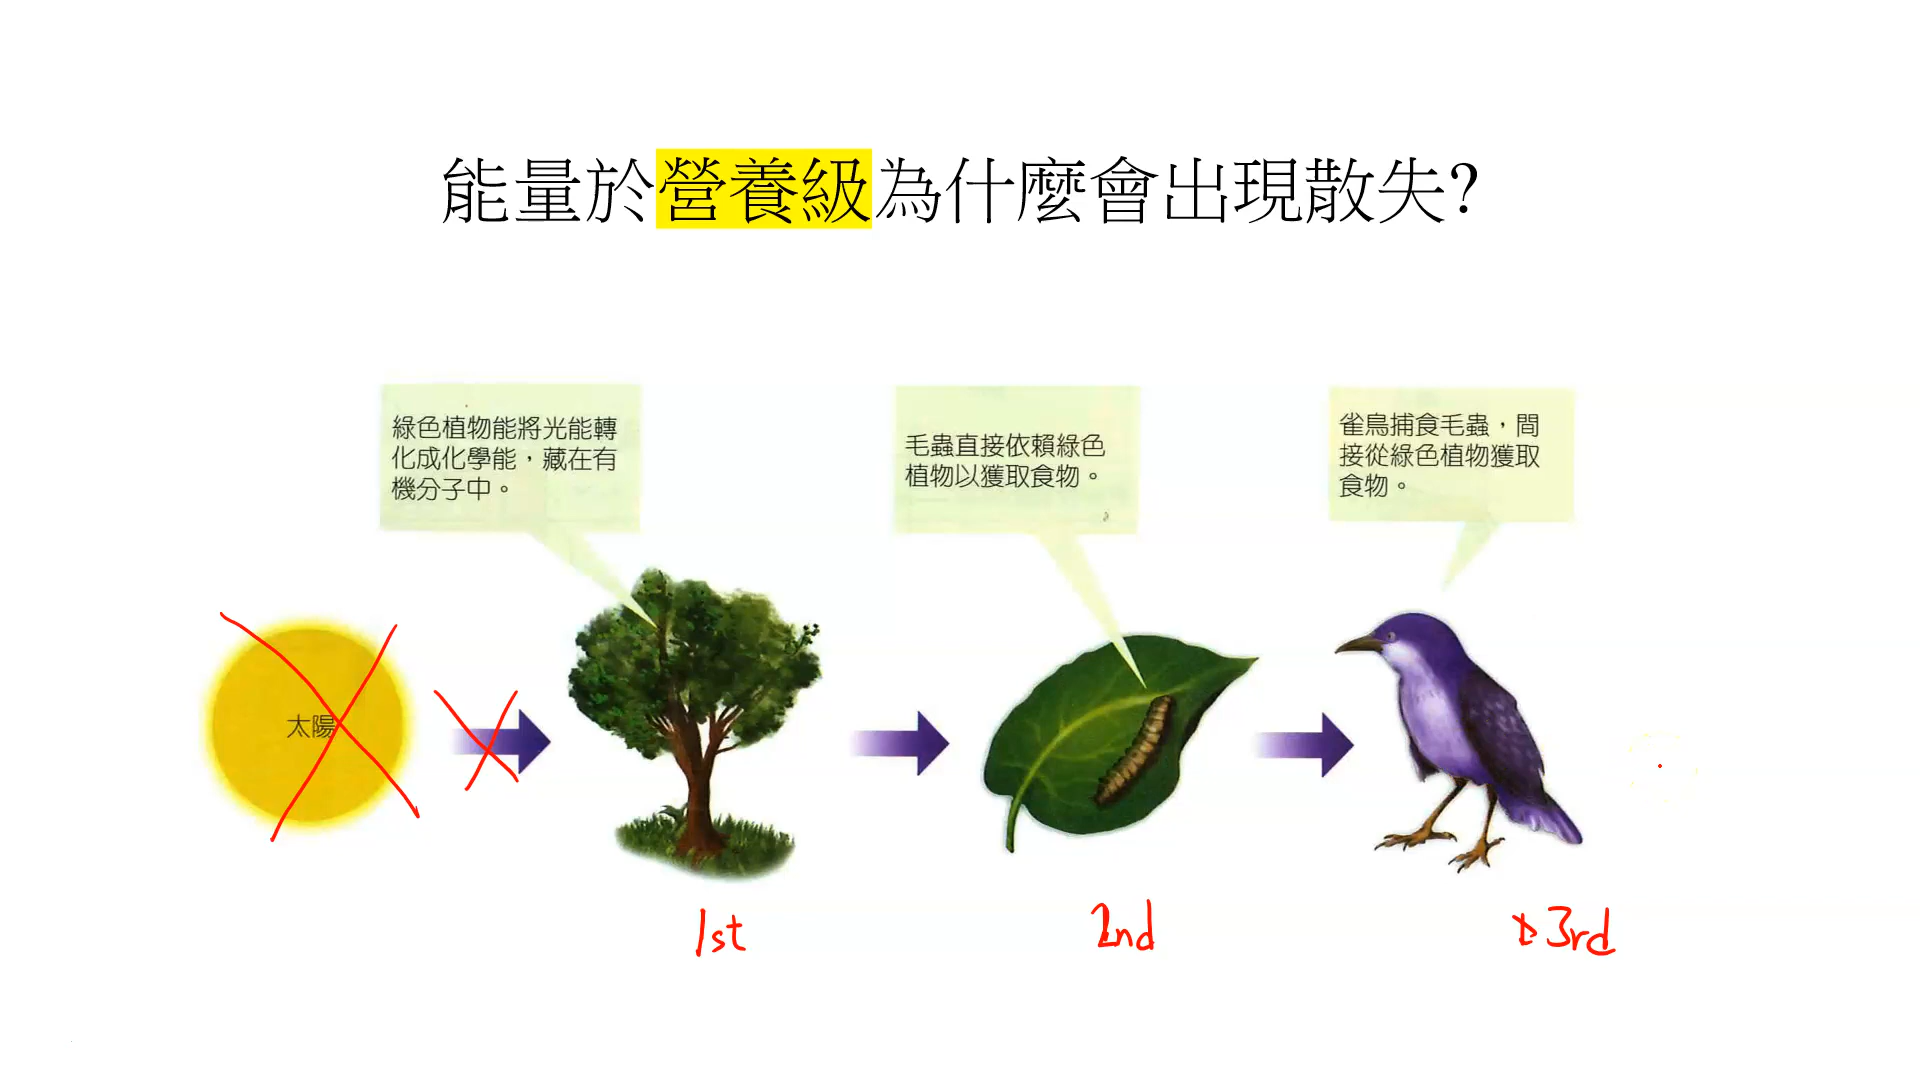 能量於營養級為什麼會出現散失?
綠色植物能將光能轉
化成化學能，藏在有
機分子中。
毛蟲直接依賴綠色
植物以獲取食物。
雀鳥捕食毛蟲，間
接從綠色植物獲取
食物。
太陽
1st
2nd
3rd